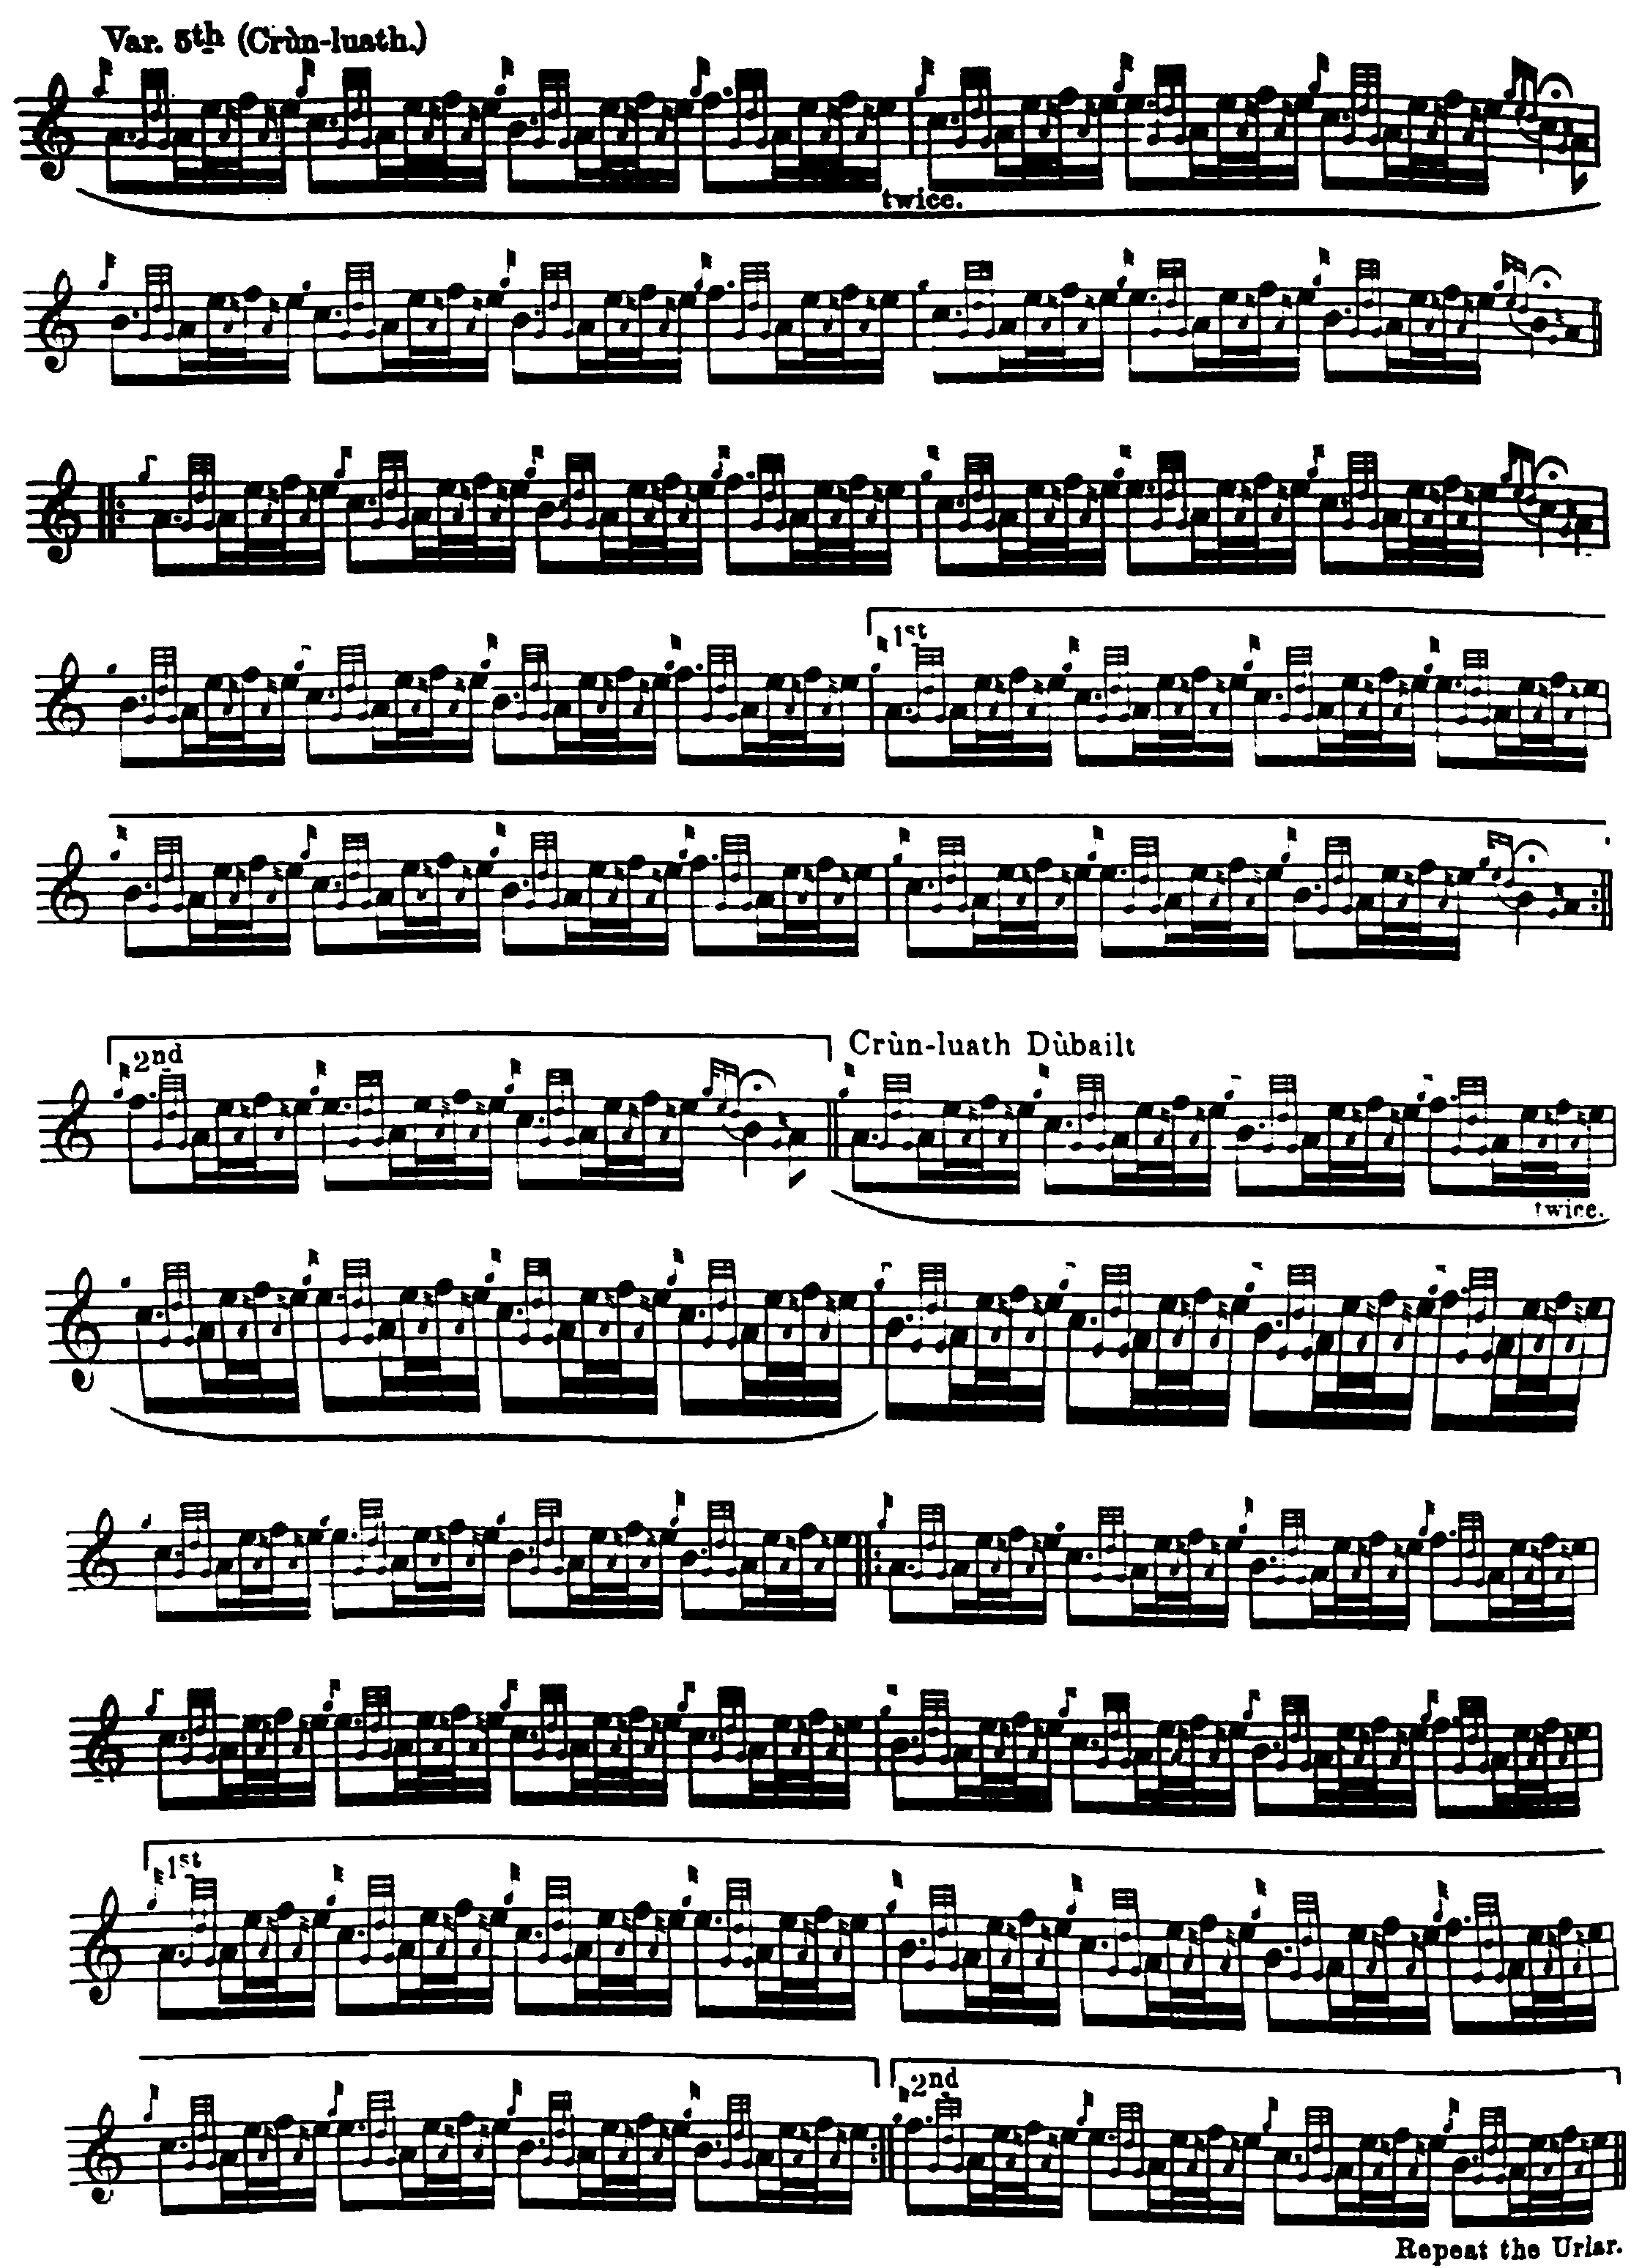 Var. 5th (Crùn-luath.)
twice.
1st
2nd
Crùn-luath Dùbailt
twice.
1st
2nd
Repeat the Urlar.